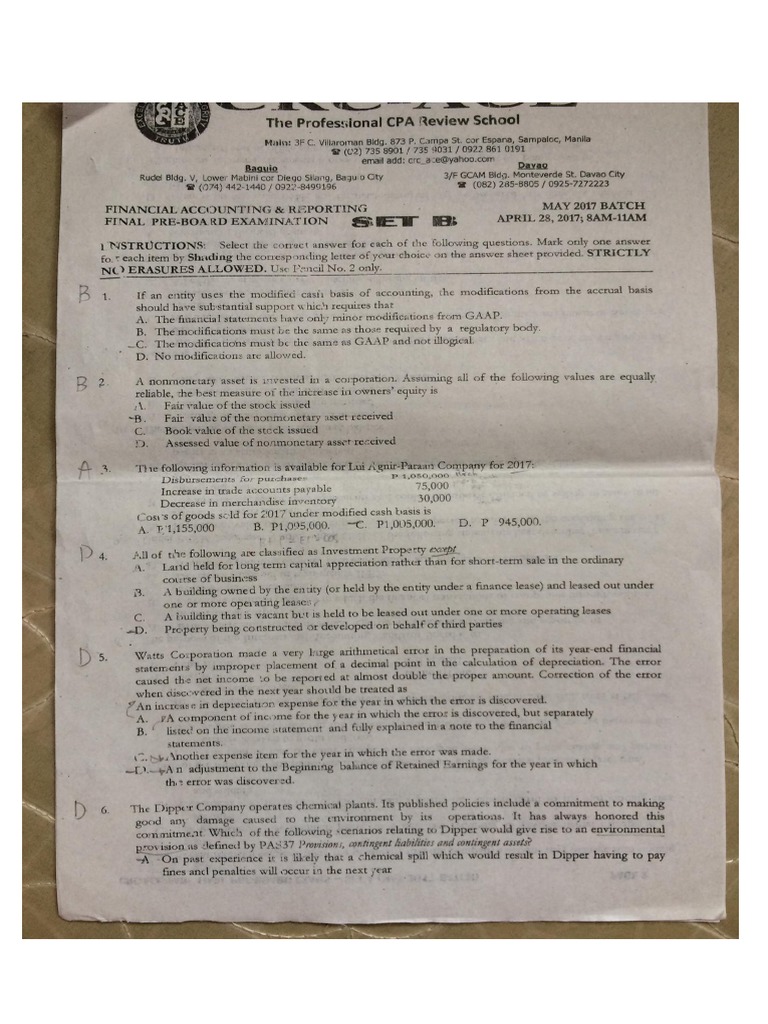 CRC-ACE
The Professional CPA Review School
Main: 3F C. Villaroman Bldg. 873 P. Campa St. cor Espana, Sampaloc, Manila
☎ (02) 735 8901 / 735 9031 / 0922 861 0191
email add: crc_ace@yahoo.com
Baguio
Rudel Bldg. V, Lower Mabini cor Diego Silang, Baguio City
☎ (074) 442-1440 / 0922-8499196
Davao
3/F GCAM Bldg. Monteverde St. Davao City
☎ (082) 285-8805 / 0925-7272223
FINANCIAL ACCOUNTING & REPORTING
FINAL PRE-BOARD EXAMINATION SET B
MAY 2017 BATCH
APRIL 28, 2017; 8AM-11AM
INSTRUCTIONS: Select the correct answer for each of the following questions. Mark only one answer
for each item by Shading the corresponding letter of your choice on the answer sheet provided. STRICTLY
NO ERASURES ALLOWED. Use Pencil No. 2 only.
B 1. If an entity uses the modified cash basis of accounting, the modifications from the accrual basis
should have substantial support which requires that
A. The financial statements have only minor modifications from GAAP.
B. The modifications must be the same as those required by a regulatory body.
C. The modifications must be the same as GAAP and not illogical.
D. No modifications are allowed.
B 2. A nonmonetary asset is invested in a corporation. Assuming all of the following values are equally
reliable, the best measure of the increase in owners' equity is
A. Fair value of the stock issued
B. Fair value of the nonmonetary asset received
C. Book value of the stock issued
D. Assessed value of nonmonetary asset received
A 3. The following information is available for Lui Agnir-Paraan Company for 2017:
Disbursements for purchases P 1,050,000
Increase in trade accounts payable 75,000
Decrease in merchandise inventory 30,000
Costs of goods sold for 2017 under modified cash basis is
A. P1,155,000 B. P1,095,000. C. P1,005,000. D. P 945,000.
D 4. All of the following are classified as Investment Property except
A. Land held for long term capital appreciation rather than for short-term sale in the ordinary
course of business
B. A building owned by the entity (or held by the entity under a finance lease) and leased out under
one or more operating leases
C. A building that is vacant but is held to be leased out under one or more operating leases
D. Property being constructed or developed on behalf of third parties
D 5. Watts Corporation made a very large arithmetical error in the preparation of its year-end financial
statements by improper placement of a decimal point in the calculation of depreciation. The error
caused the net income to be reported at almost double the proper amount. Correction of the error
when discovered in the next year should be treated as
An increase in depreciation expense for the year in which the error is discovered.
A. A component of income for the year in which the error is discovered, but separately
B. listed on the income statement and fully explained in a note to the financial
statements.
C. Another expense item for the year in which the error was made.
D. An adjustment to the Beginning balance of Retained Earnings for the year in which
the error was discovered.
D 6. The Dipper Company operates chemical plants. Its published policies include a commitment to making
good any damage caused to the environment by its operations. It has always honored this
commitment. Which of the following scenarios relating to Dipper would give rise to an environmental
provision as defined by PAS37 Provisions, contingent liabilities and contingent assets?
A On past experience it is likely that a chemical spill which would result in Dipper having to pay
fines and penalties will occur in the next year